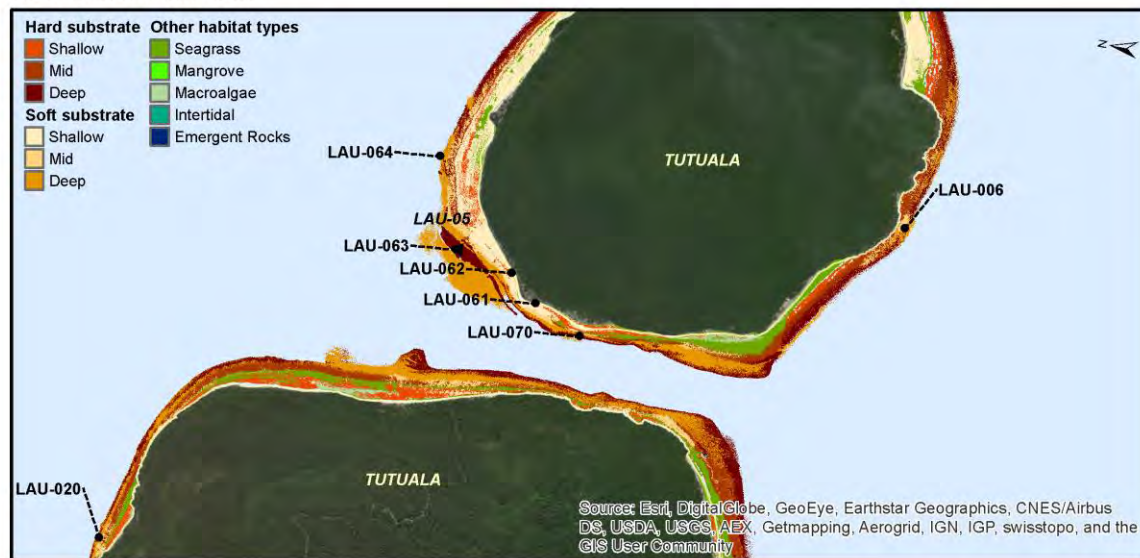 Hard substrate
Shallow
Mid
Deep
Soft substrate
Shallow
Mid
Deep
Other habitat types
Seagrass
Mangrove
Macroalgae
Intertidal
Emergent Rocks
N
LAU-064
TUTUALA
LAU-006
LAU-05
LAU-063
LAU-062
LAU-061
LAU-070
TUTUALA
LAU-020
Source: Esri, DigitalGlobe, GeoEye, Earthstar Geographics, CNES/Airbus
DS, USDA, USGS, AEX, Getmapping, Aerogrid, IGN, IGP, swisstopo, and the
GIS User Community